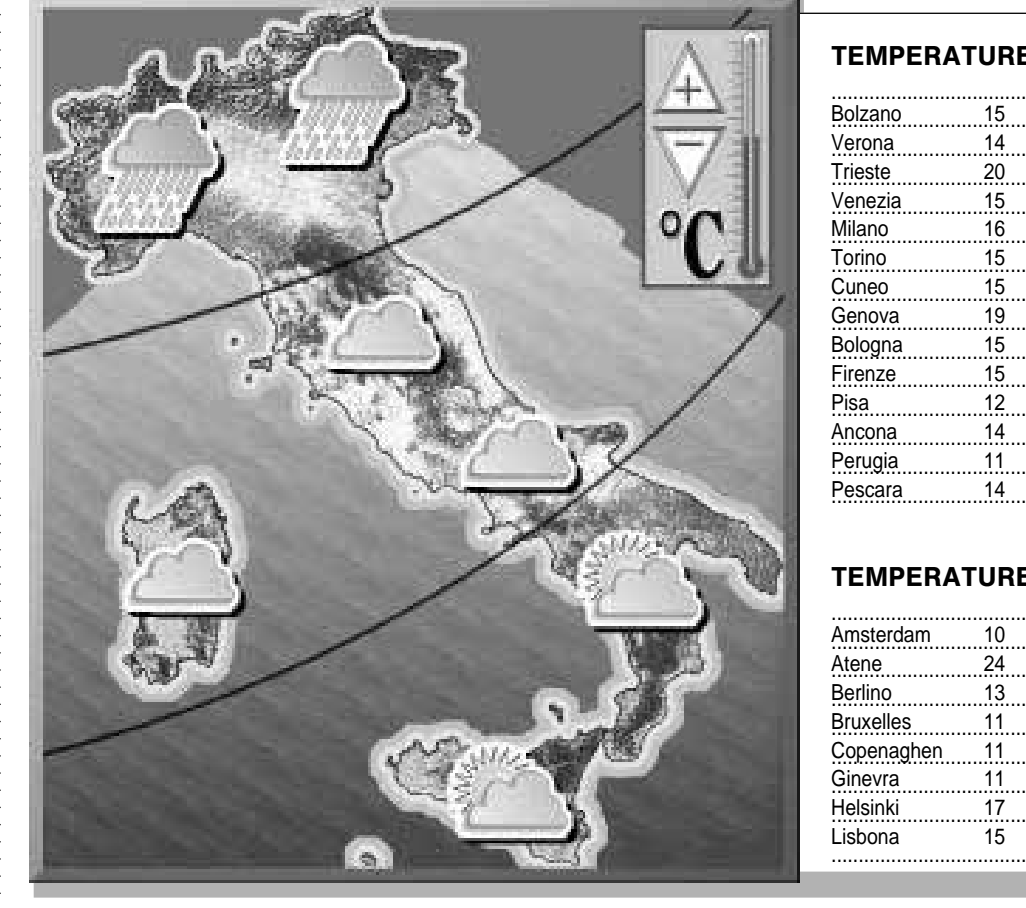 +
−
°C
TEMPERATURE
Bolzano 15
Verona 14
Trieste 20
Venezia 15
Milano 16
Torino 15
Cuneo 15
Genova 19
Bologna 15
Firenze 15
Pisa 12
Ancona 14
Perugia 11
Pescara 14
TEMPERATURE
Amsterdam 10
Atene 24
Berlino 13
Bruxelles 11
Copenaghen 11
Ginevra 11
Helsinki 17
Lisbona 15